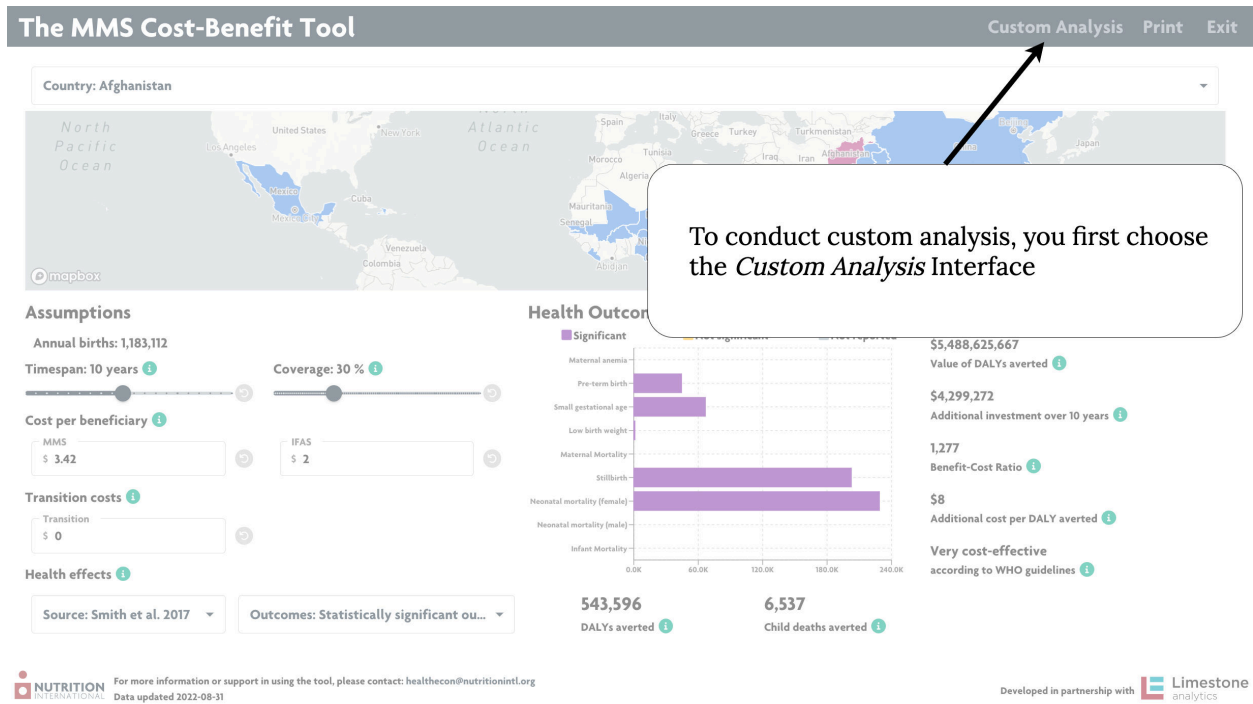 The MMS Cost-Benefit Tool
Custom Analysis Print Exit
Country: Afghanistan
North
Pacific
Ocean
United States
New York
Los Angeles
Atlantic
Ocean
Mexico
Mexico City
Cuba
Venezuela
Colombia
Spain
Italy
Greece
Turkey
Turkmenistan
Beijing
Japan
Morocco
Tunisia
Iraq
Iran
Afghanistan
Algeria
Mauritania
Senegal
Abidjan
mapbox
To conduct custom analysis, you first choose
the Custom Analysis Interface
Assumptions
Annual births: 1,183,112
Timespan: 10 years
Coverage: 30 %
Cost per beneficiary
MMS
$ 3.42
IFAS
$ 2
Transition costs
Transition
$ 0
Health effects
Source: Smith et al. 2017
Outcomes: Statistically significant ou...
Health Outcom
Significant
Maternal anemia
Pre-term birth
Small gestational age
Low birth weight
Maternal Mortality
Stillbirth
Neonatal mortality (female)
Neonatal mortality (male)
Infant Mortality
0.0K 60.0K 120.0K 180.0K 240.0K
543,596
DALYs averted
6,537
Child deaths averted
$5,488,625,667
Value of DALYs averted
$4,299,272
Additional investment over 10 years
1,277
Benefit-Cost Ratio
$8
Additional cost per DALY averted
Very cost-effective
according to WHO guidelines
NUTRITION
INTERNATIONAL
For more information or support in using the tool, please contact: healthecon@nutritionintl.org
Data updated 2022-08-31
Developed in partnership with
Limestone
analytics